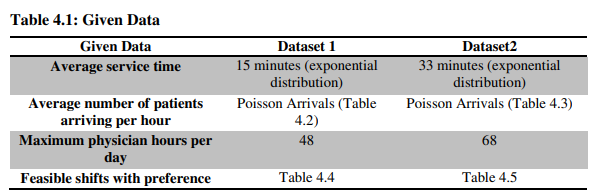 Table 4.1: Given Data
Given Data Dataset 1 Dataset2
Average service time 15 minutes (exponential distribution) 33 minutes (exponential distribution)
Average number of patients arriving per hour Poisson Arrivals (Table 4.2) Poisson Arrivals (Table 4.3)
Maximum physician hours per day 48 68
Feasible shifts with preference Table 4.4 Table 4.5